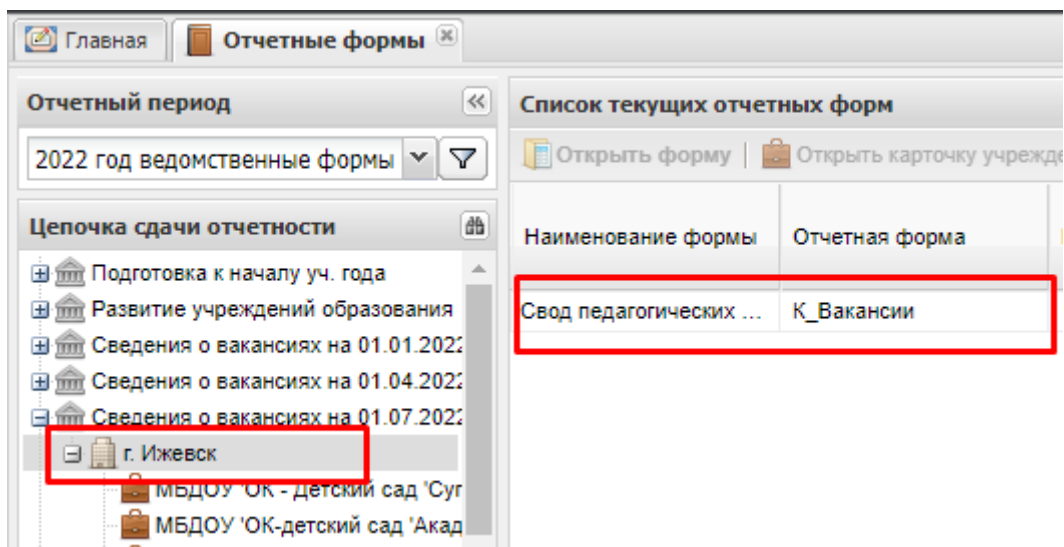 Главная
Отчетные формы
Отчетный период
2022 год ведомственные формы
Цепочка сдачи отчетности
Подготовка к началу уч. года
Развитие учреждений образования
Сведения о вакансиях на 01.01.2022
Сведения о вакансиях на 01.04.2022
Сведения о вакансиях на 01.07.2022
г. Ижевск
МБДОУ 'ОК - Детский сад 'Суг
МБДОУ 'ОК-детский сад 'Акад
Список текущих отчетных форм
Открыть форму | Открыть карточку учрежде
Наименование формы Отчетная форма
Свод педагогических ... К_Вакансии